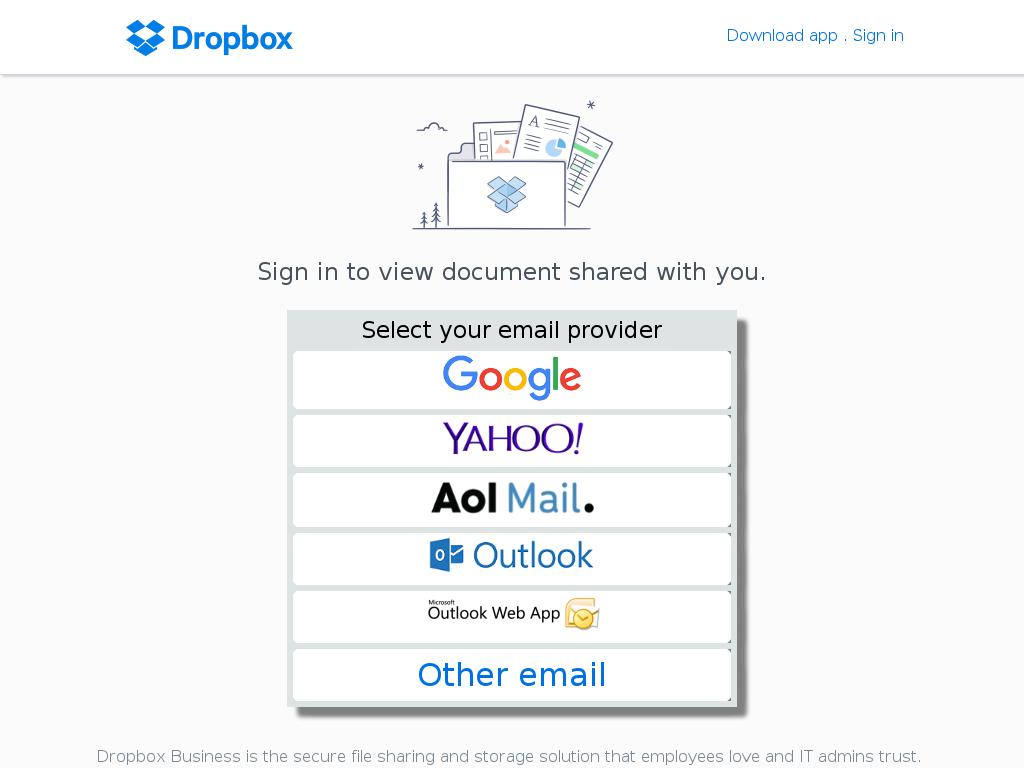 Dropbox
Download app . Sign in
A
Sign in to view document shared with you.
Select your email provider
Google
YAHOO!
Aol Mail.
Outlook
Microsoft
Outlook Web App
Other email
Dropbox Business is the secure file sharing and storage solution that employees love and IT admins trust.